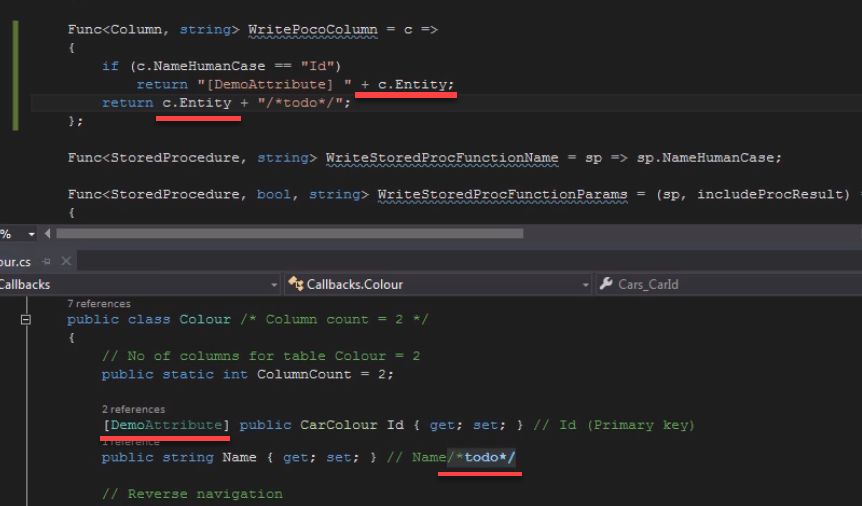 Func<Column, string> WritePocoColumn = c =>
{
if (c.NameHumanCase == "Id")
return "[DemoAttribute] " + c.Entity;
return c.Entity + "/*todo*/";
};
Func<StoredProcedure, string> WriteStoredProcFunctionName = sp => sp.NameHumanCase;
Func<StoredProcedure, bool, string> WriteStoredProcFunctionParams = (sp, includeProcResult)
{
%
our.cs
Callbacks Callbacks.Colour Cars_CarId
7 references
public class Colour /* Column count = 2 */
{
// No of columns for table Colour = 2
public static int ColumnCount = 2;
2 references
[DemoAttribute] public CarColour Id { get; set; } // Id (Primary key)
1 reference
public string Name { get; set; } // Name/*todo*/
// Reverse navigation